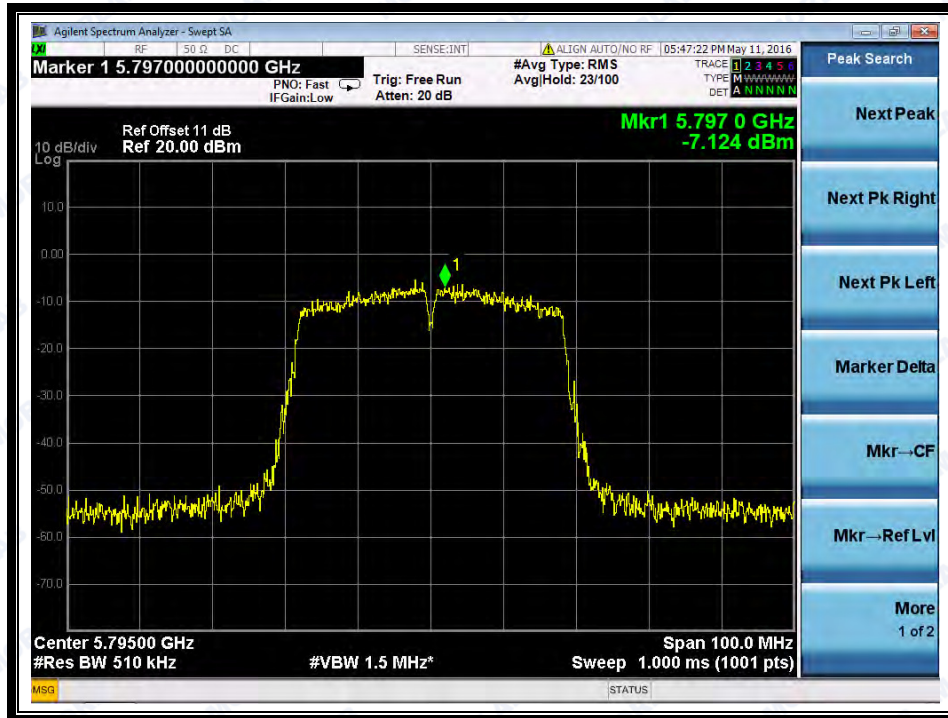 Agilent Spectrum Analyzer - Swept SA
LXI RF 50 Ω DC SENSE:INT ALIGN AUTO/NO RF 05:47:22 PM May 11, 2016
Marker 1 5.797000000000 GHz
PNO: Fast
IFGain:Low
Trig: Free Run
Atten: 20 dB
#Avg Type: RMS
Avg|Hold: 23/100
TRACE 1 2 3 4 5 6
TYPE M WWWWW
DET A N N N N N
Peak Search
Mkr1 5.797 0 GHz
-7.124 dBm
Ref Offset 11 dB
10 dB/div Ref 20.00 dBm
Log
10.0
0.00
-10.0
-20.0
-30.0
-40.0
-50.0
-60.0
-70.0
1
Center 5.79500 GHz Span 100.0 MHz
#Res BW 510 kHz #VBW 1.5 MHz* Sweep 1.000 ms (1001 pts)
Next Peak
Next Pk Right
Next Pk Left
Marker Delta
Mkr→CF
Mkr→Ref Lvl
More
1 of 2
MSG STATUS